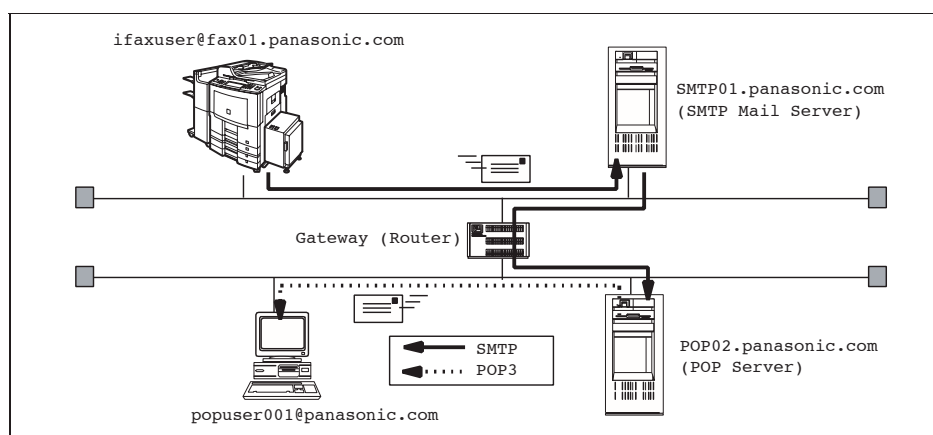 ifaxuser@fax01.panasonic.com
SMTP01.panasonic.com
(SMTP Mail Server)
Gateway (Router)
POP02.panasonic.com
(POP Server)
SMTP
POP3
popuser001@panasonic.com